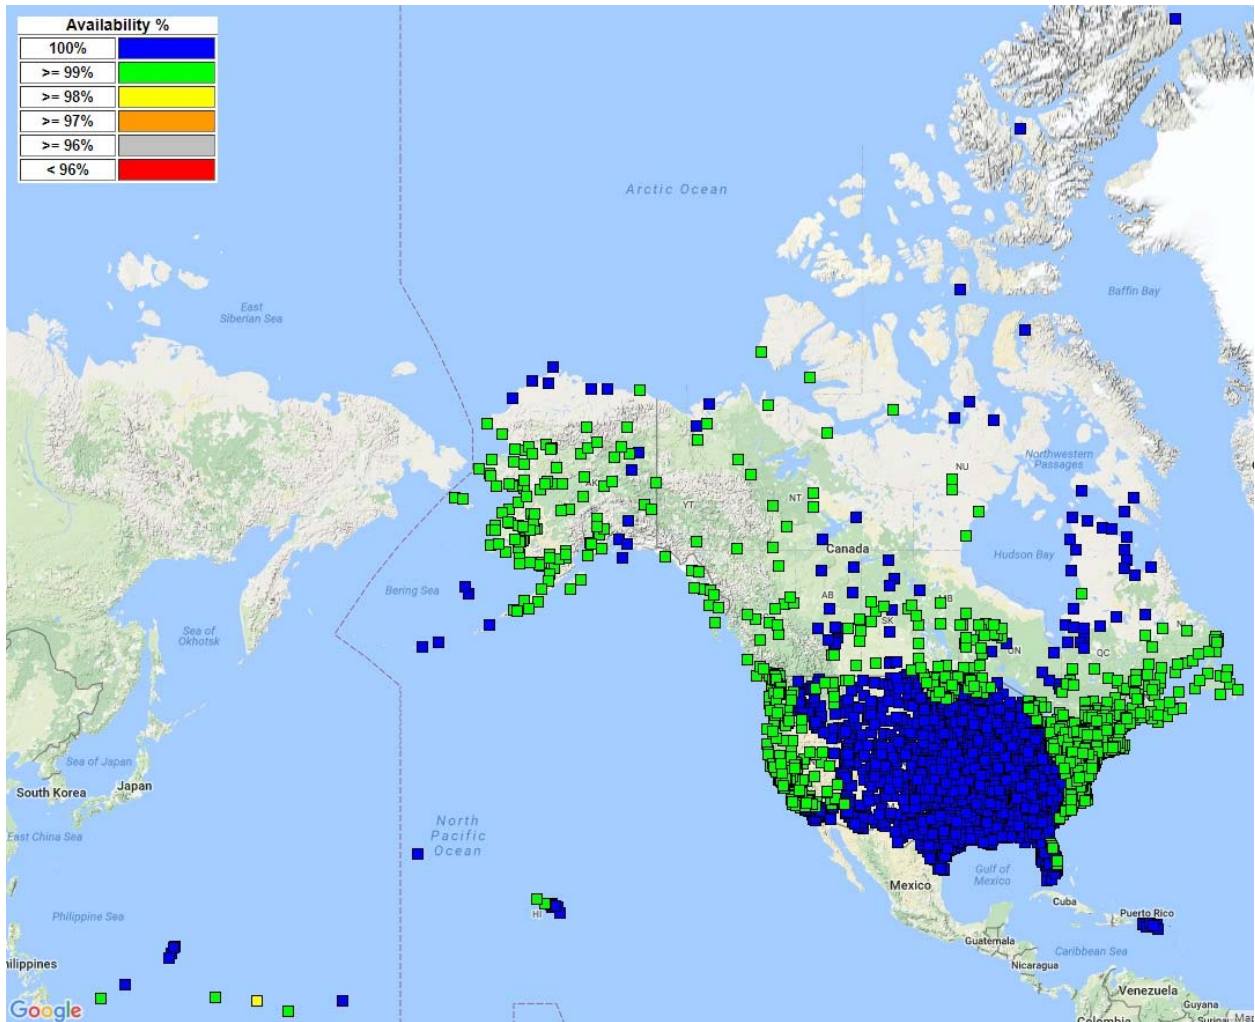 Availability %
100%
>= 99%
>= 98%
>= 97%
>= 96%
< 96%
Arctic Ocean
Baffin Bay
East
Siberian Sea
Northwestern
Passages
NU
AK
YT
NT
Hudson Bay
Canada
Bering Sea
AB
MB
SK
Sea of
Okhotsk
ON
QC
NL
Sea of Japan
South Korea
Japan
North
Pacific
Ocean
East China Sea
Gulf of
Mexico
Mexico
Cuba
Puerto Rico
HI
Philippine Sea
Guatemala
Caribbean Sea
Nicaragua
hilippines
Venezuela
Guyana
Google
Colombia
Surina
Map